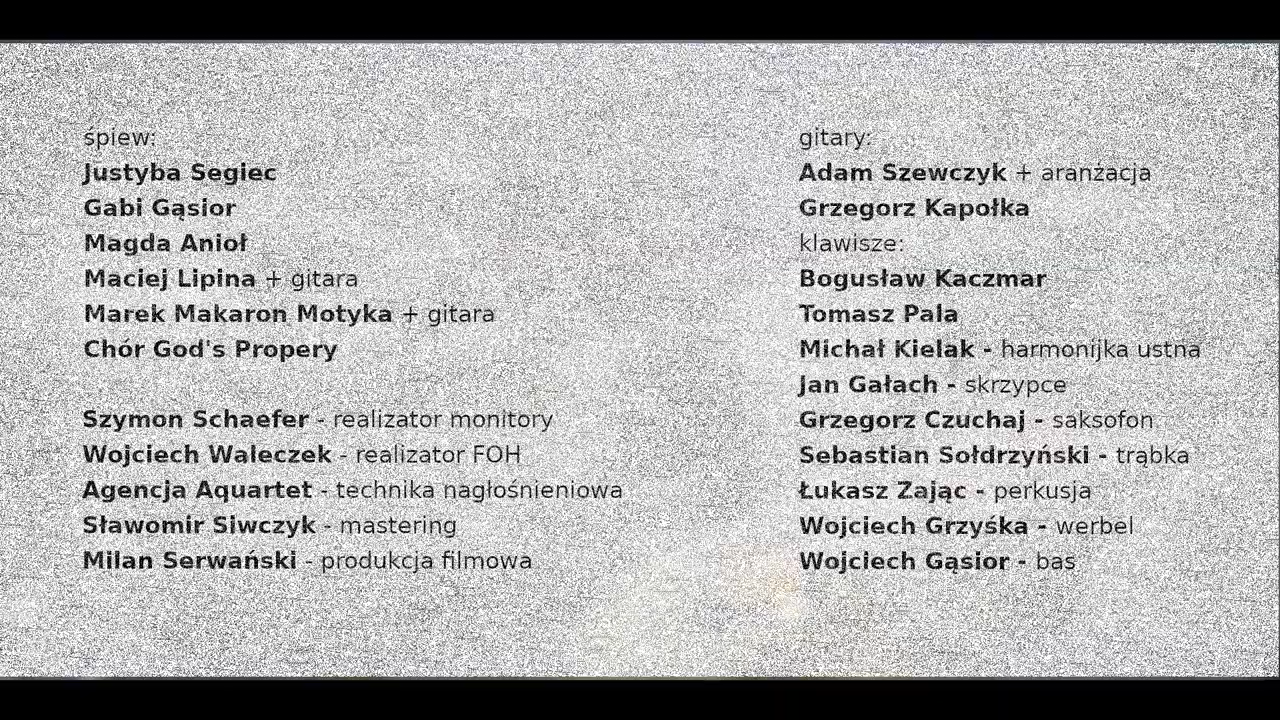 śpiew:
Justyba Segiec
Gabi Gąsior
Magda Anioł
Maciej Lipina + gitara
Marek Makaron Motyka + gitara
Chór God's Propery
Szymon Schaefer - realizator monitory
Wojciech Waleczek - realizator FOH
Agencja Aquartet - technika nagłośnieniowa
Sławomir Siwczyk - mastering
Milan Serwański - produkcja filmowa
gitary:
Adam Szewczyk + aranżacja
Grzegorz Kapołka
klawisze:
Bogusław Kaczmar
Tomasz Pala
Michał Kielak - harmonijka ustna
Jan Gałach - skrzypce
Grzegorz Czuchaj - saksofon
Sebastian Sołdrzyński - trąbka
Łukasz Zając - perkusja
Wojciech Grzyśka - werbel
Wojciech Gąsior - bas